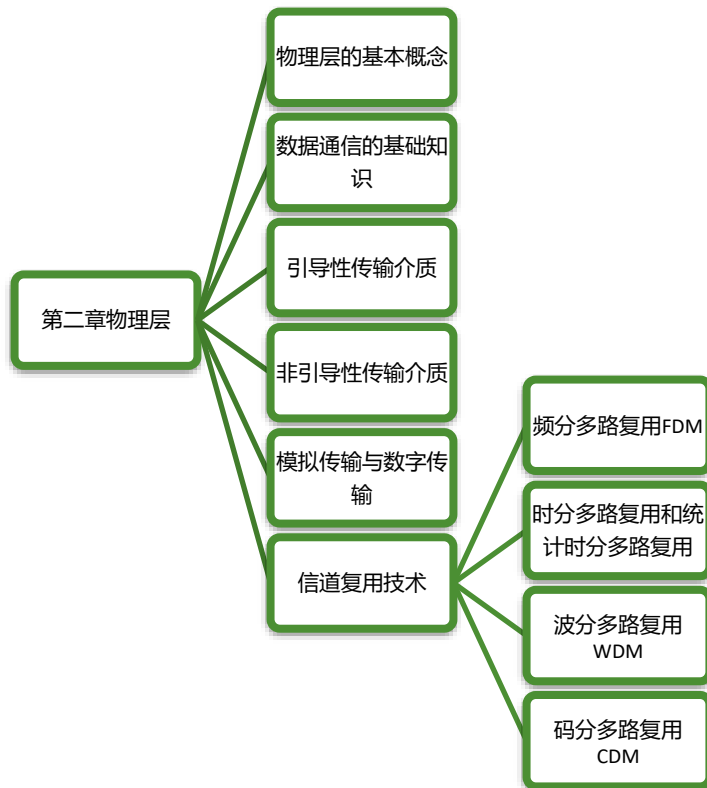 物理层的基本概念
数据通信的基础知
识
引导性传输介质
第二章物理层
非引导性传输介质
模拟传输与数字传
输
信道复用技术
频分多路复用FDM
时分多路复用和统
计时分多路复用
波分多路复用
WDM
码分多路复用
CDM